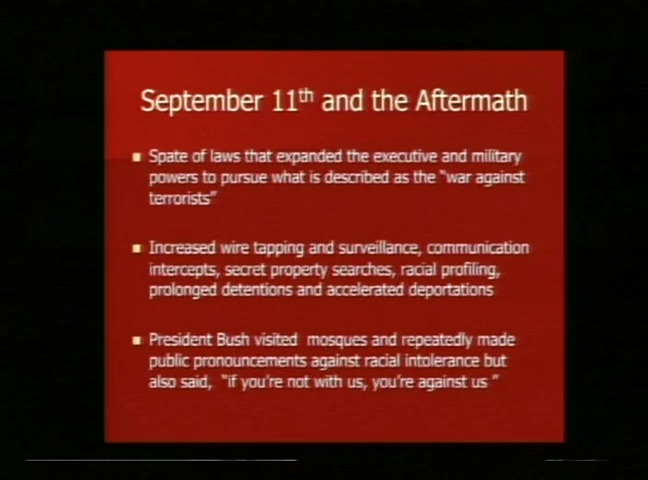 September 11th and the Aftermath
Spate of laws that expanded the executive and military
powers to pursue what is described as the "war against
terrorists"
Increased wire tapping and surveillance, communication
intercepts, secret property searches, racial profiling,
prolonged detentions and accelerated deportations
President Bush visited mosques and repeatedly made
public pronouncements against racial intolerance but
also said, "if you're not with us, you're against us "